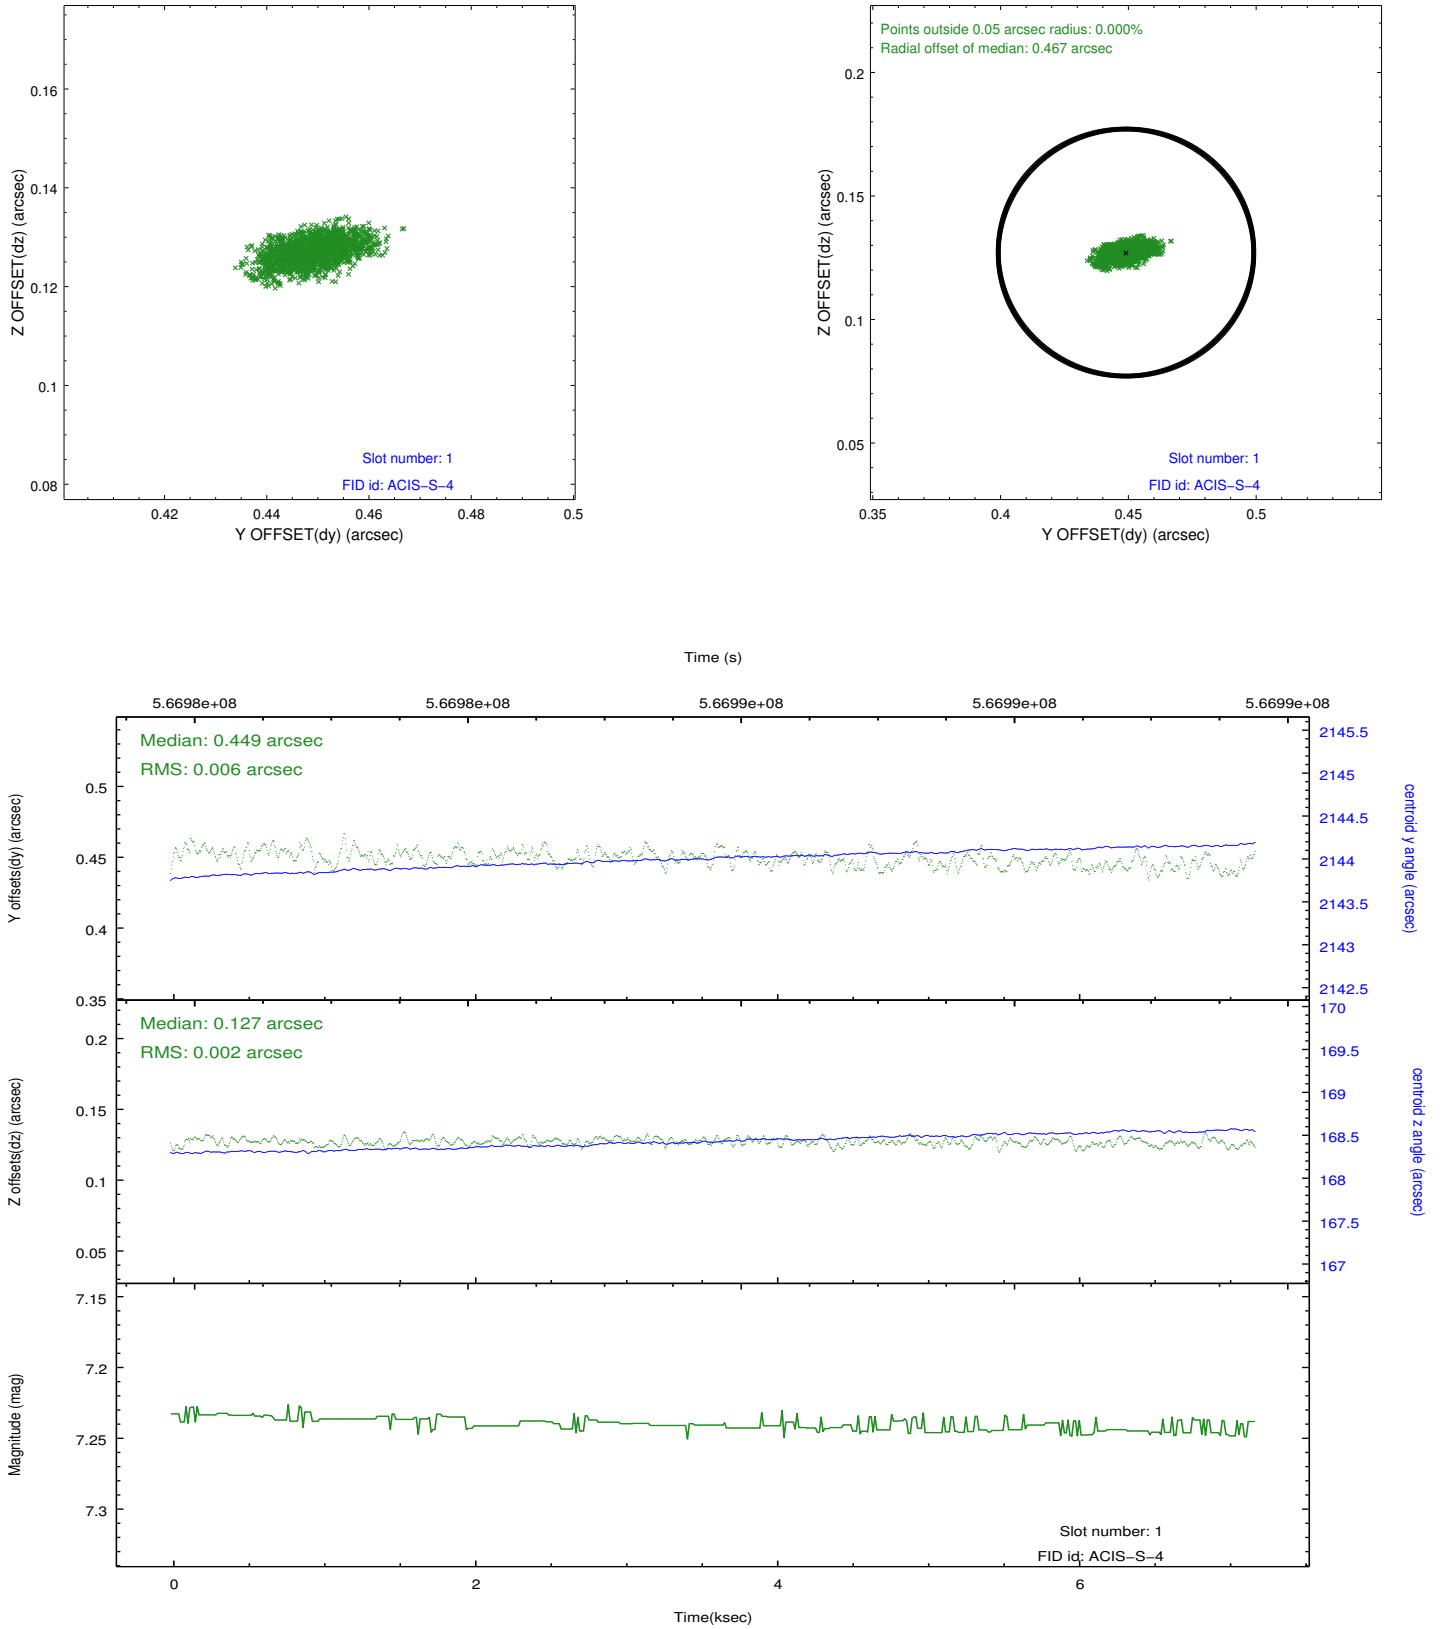 0.16
0.14
0.12
0.1
0.08
Z OFFSET(dz) (arcsec)
Slot number: 1
FID id: ACIS−S−4
0.42 0.44 0.46 0.48 0.5
Y OFFSET(dy) (arcsec)
Points outside 0.05 arcsec radius: 0.000%
Radial offset of median: 0.467 arcsec
0.2
0.15
0.1
0.05
Z OFFSET(dz) (arcsec)
Slot number: 1
FID id: ACIS−S−4
0.35 0.4 0.45 0.5
Y OFFSET(dy) (arcsec)
Time (s)
5.6698e+08 5.6698e+08 5.6699e+08 5.6699e+08 5.6699e+08
Median: 0.449 arcsec
RMS: 0.006 arcsec
0.5
0.45
0.4
0.35
Y offsets(dy) (arcsec)
2145.5
2145
2144.5
2144
2143.5
2143
2142.5
centroid y angle (arcsec)
Median: 0.127 arcsec
RMS: 0.002 arcsec
0.2
0.15
0.1
0.05
Z offsets(dz) (arcsec)
170
169.5
169
168.5
168
167.5
167
centroid z angle (arcsec)
7.15
7.2
7.25
7.3
Magnitude (mag)
Slot number: 1
FID id: ACIS−S−4
0 2 4 6
Time(ksec)